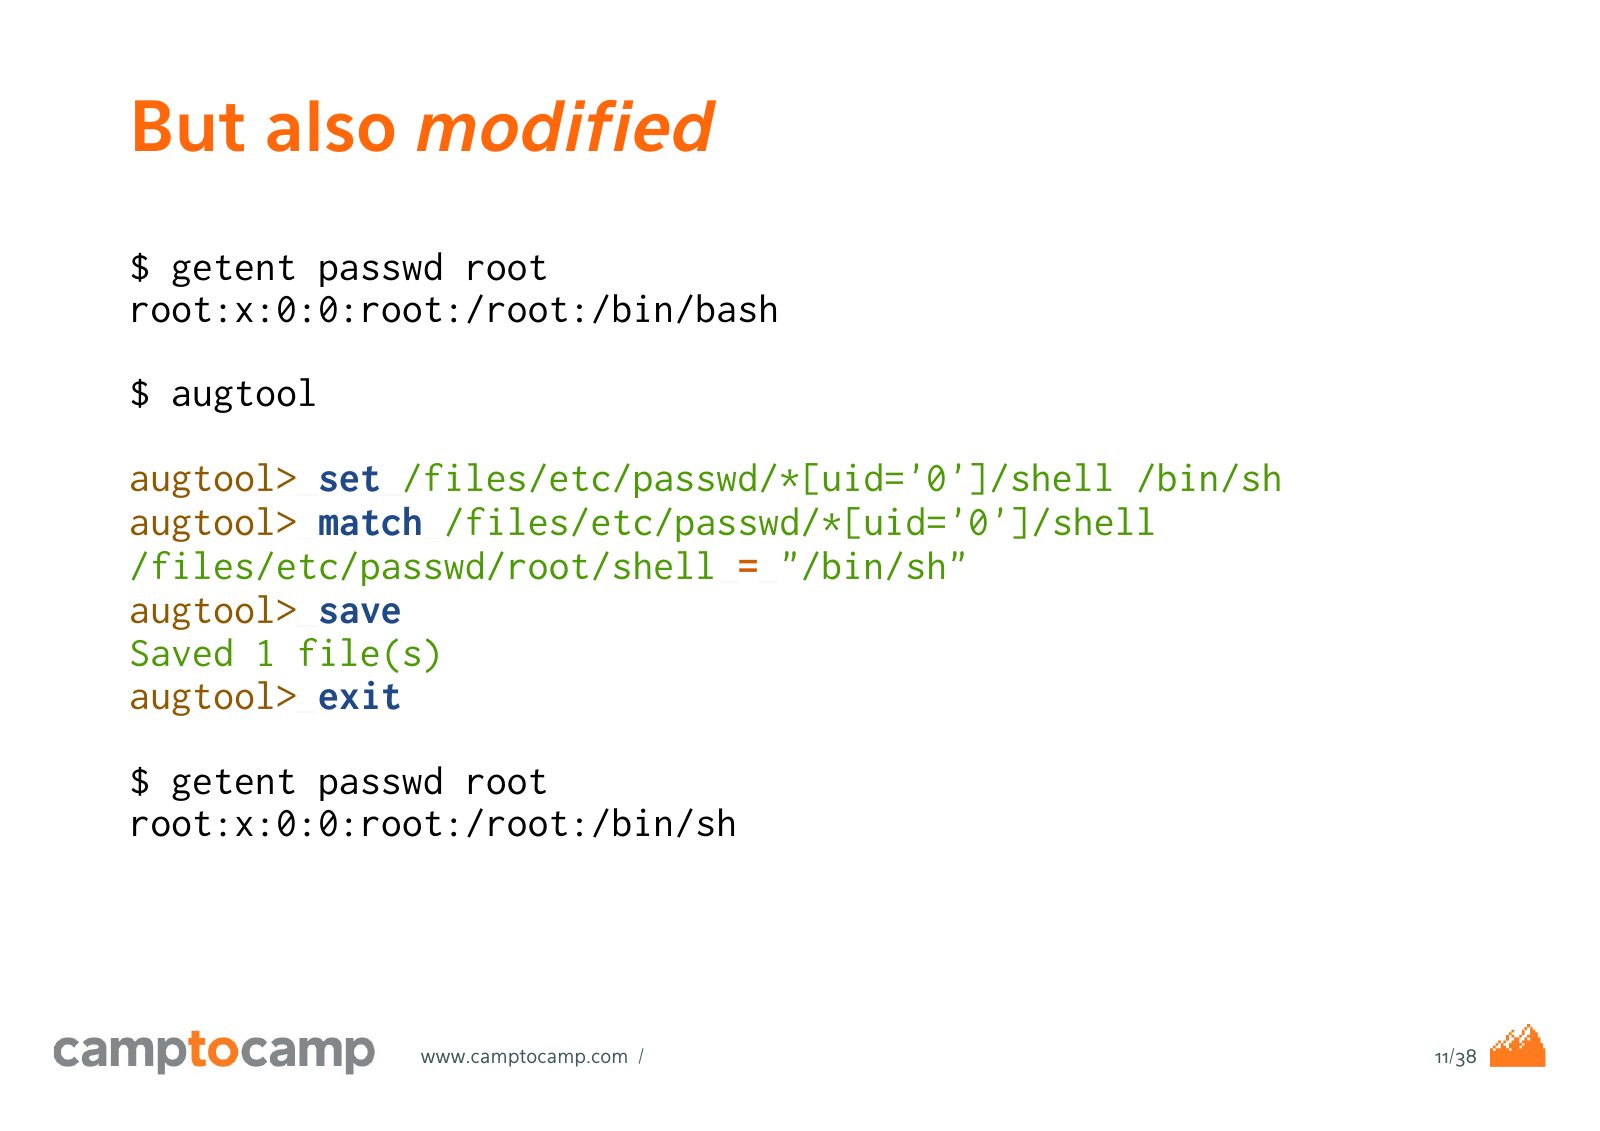 But also modified
$ getent passwd root
root:x:0:0:root:/root:/bin/bash
$ augtool
augtool> set /files/etc/passwd/*[uid='0']/shell /bin/sh
augtool> match /files/etc/passwd/*[uid='0']/shell
/files/etc/passwd/root/shell = "/bin/sh"
augtool> save
Saved 1 file(s)
augtool> exit
$ getent passwd root
root:x:0:0:root:/root:/bin/sh
camptocamp www.camptocamp.com / 11/38